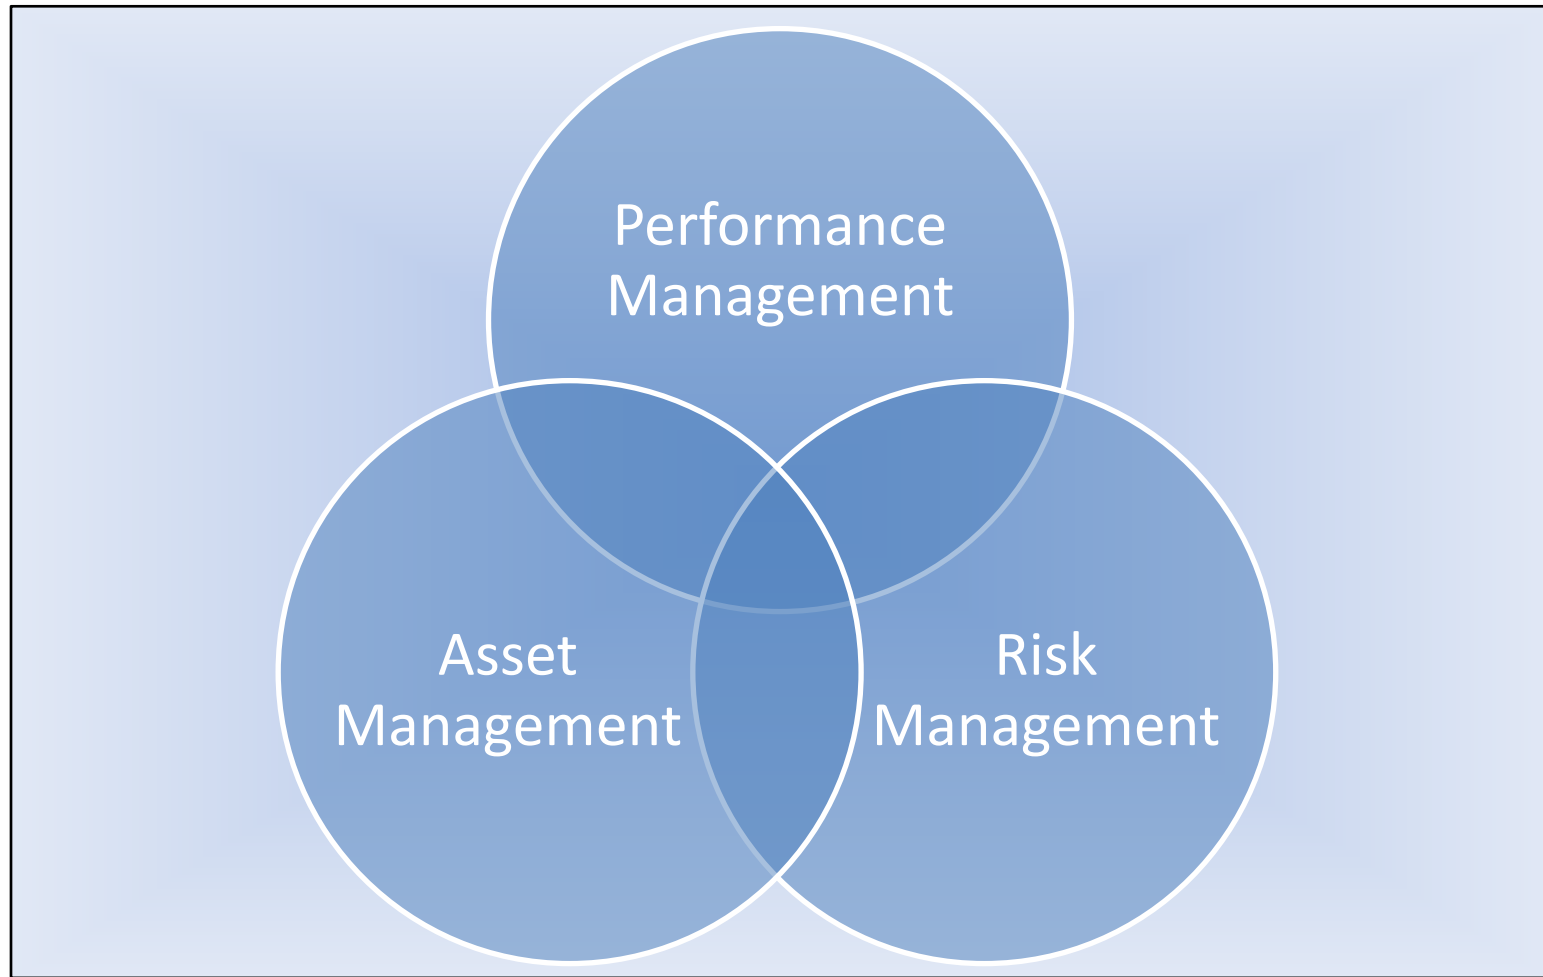 Performance
Management
Asset
Management
Risk
Management